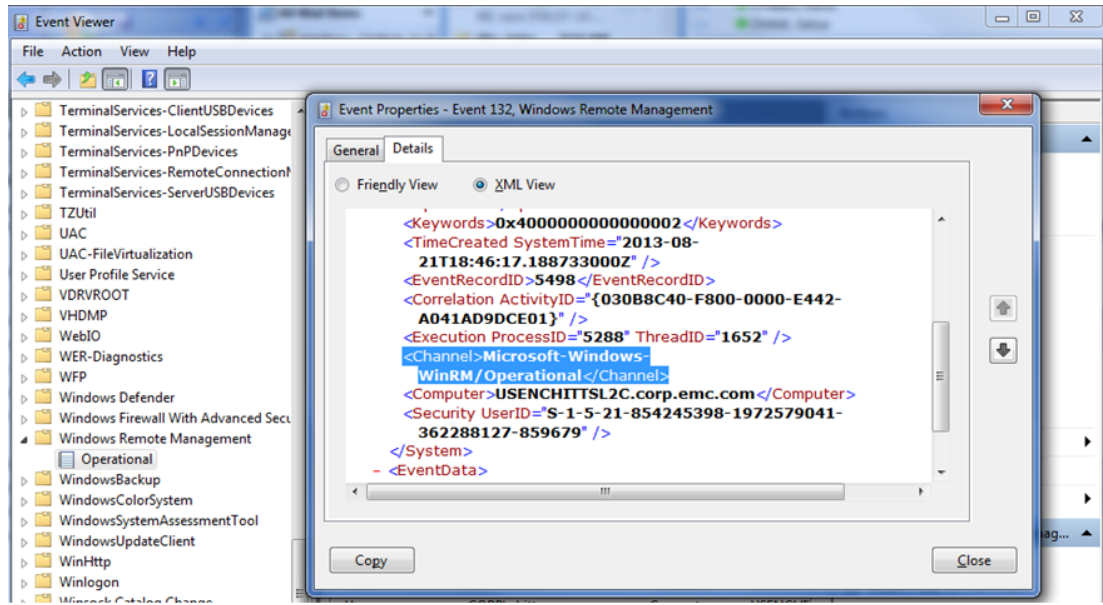 Event Viewer
File Action View Help
TerminalServices-ClientUSBDevices
TerminalServices-LocalSessionManage
TerminalServices-PnPDevices
TerminalServices-RemoteConnectionM
TerminalServices-ServerUSBDevices
TZUtil
UAC
UAC-FileVirtualization
User Profile Service
VDRVROOT
VHDMP
WebIO
WER-Diagnostics
WFP
Windows Defender
Windows Firewall With Advanced Secu
Windows Remote Management
Operational
WindowsBackup
WindowsColorSystem
WindowsSystemAssessmentTool
WindowsUpdateClient
WinHttp
Winlogon
Winsock Catalog Change
Event Properties - Event 132, Windows Remote Management
General Details
Friendly View XML View
<Keywords>0x4000000000000002</Keywords>
<TimeCreated SystemTime="2013-08-
21T18:46:17.188733000Z" />
<EventRecordID>5498</EventRecordID>
<Correlation ActivityID="{030B8C40-F800-0000-E442-
A041AD9DCE01}" />
<Execution ProcessID="5288" ThreadID="1652" />
<Channel>Microsoft-Windows-
WinRM/Operational</Channel>
<Computer>USENCHITTSL2C.corp.emc.com</Computer>
<Security UserID="S-1-5-21-854245398-1972579041-
362288127-859679" />
</System>
- <EventData>
Copy Close
ag...